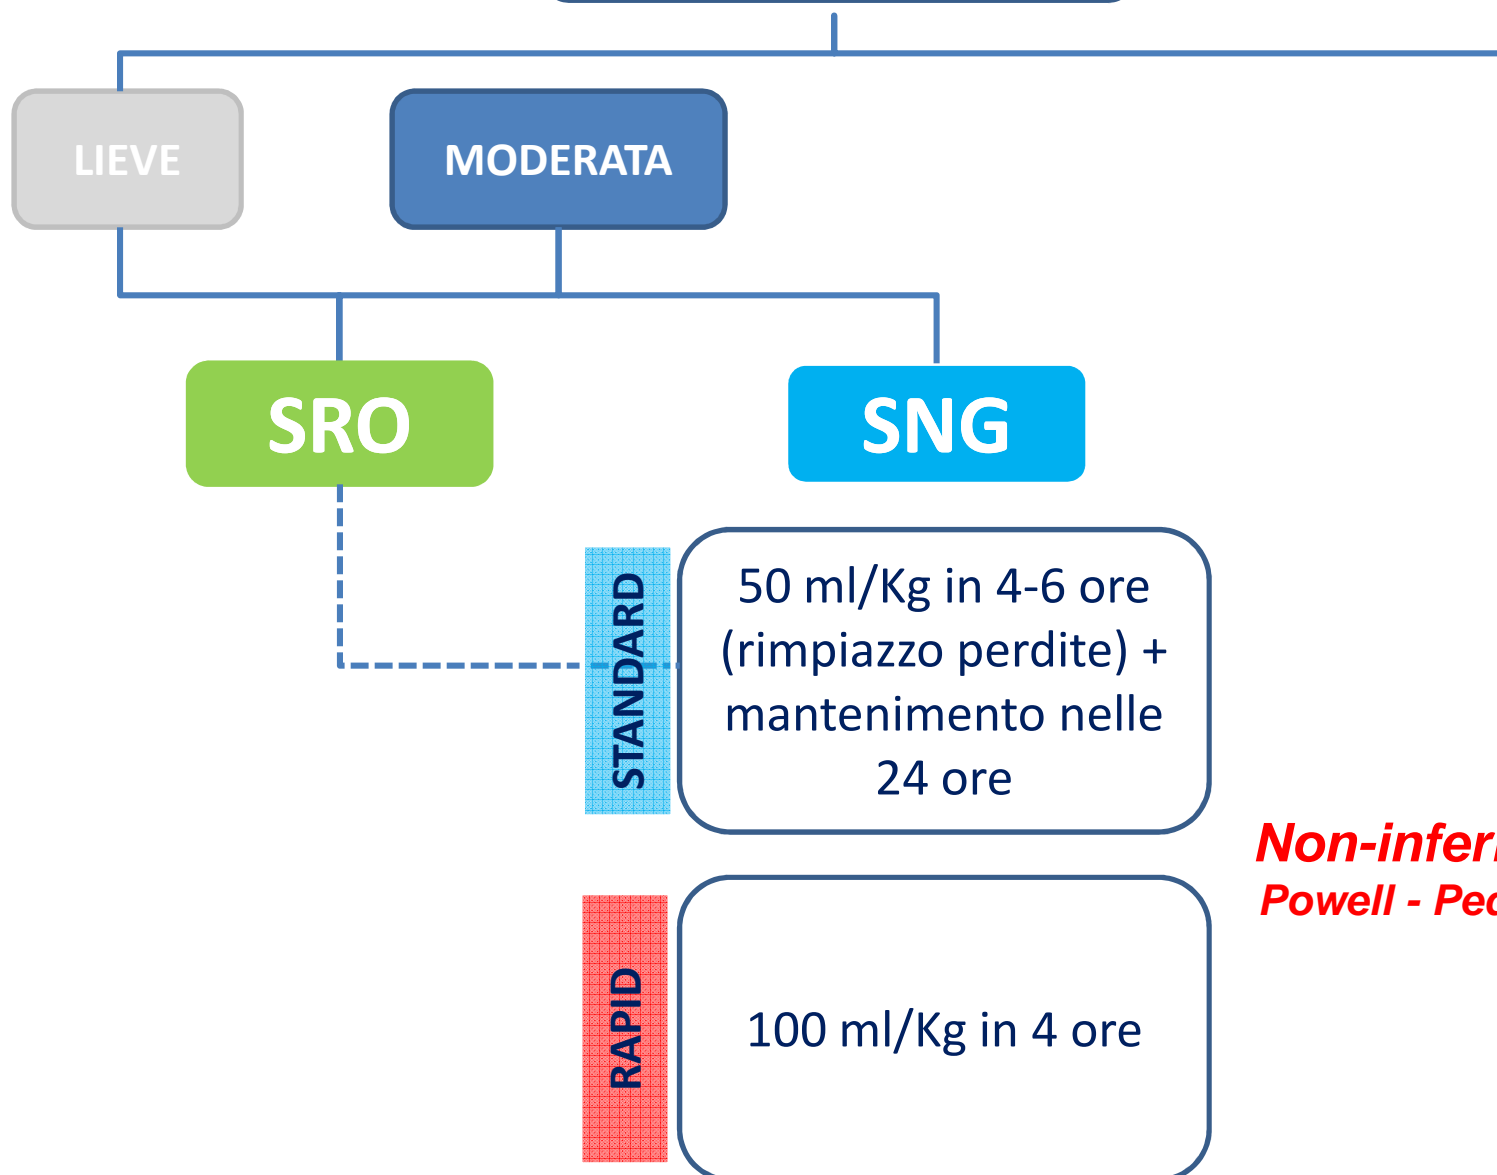 LIEVE
MODERATA
SRO
SNG
STANDARD
50 ml/Kg in 4-6 ore
(rimpiazzo perdite) +
mantenimento nelle
24 ore
Powell -
RAPID
100 ml/Kg in 4 ore